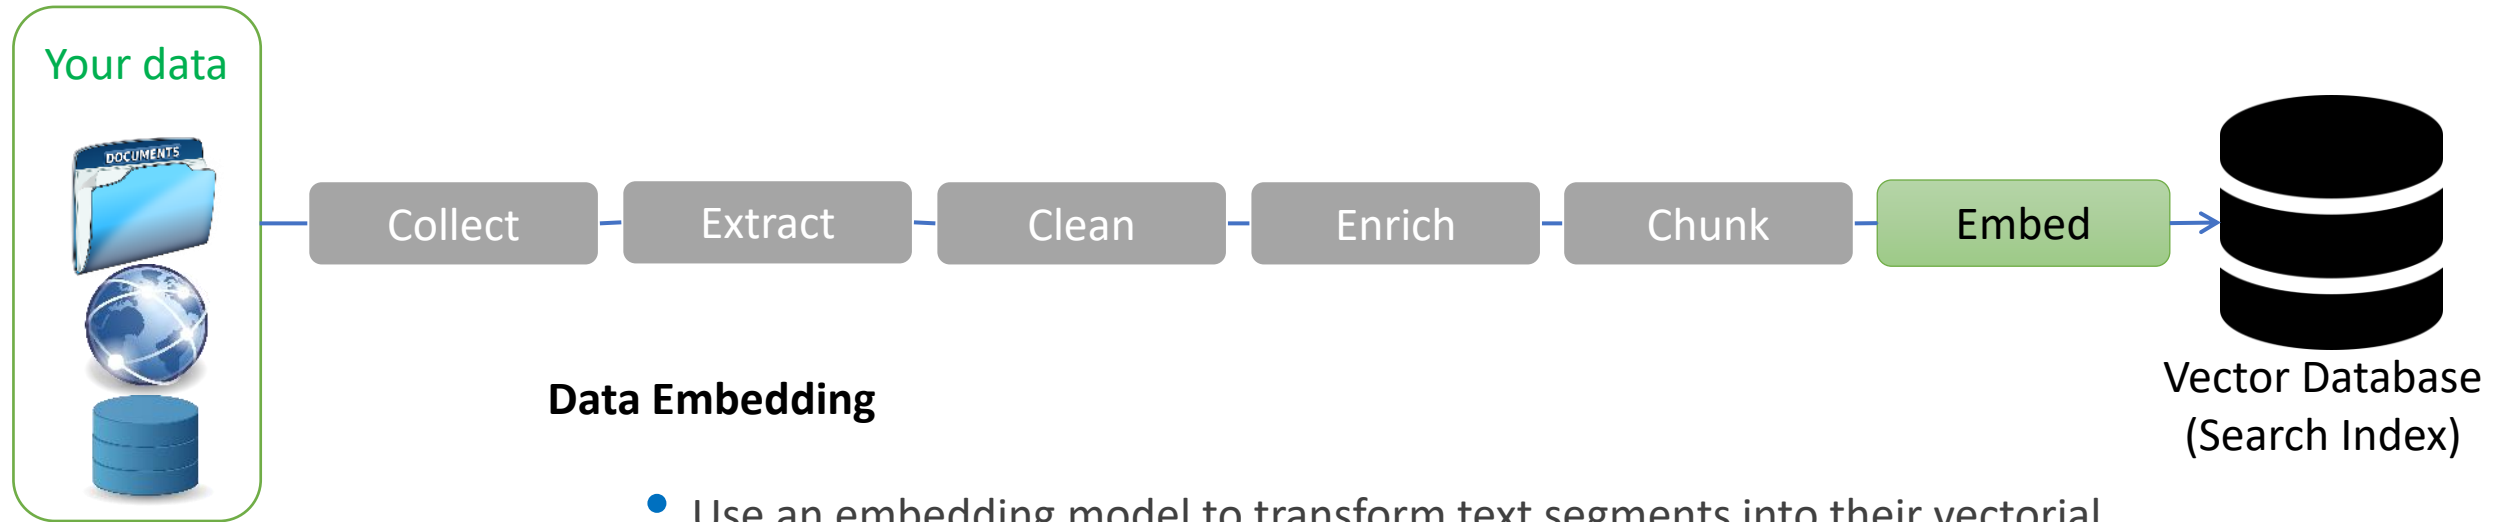 Your data
DOCUMENTS
Collect
Extract
Clean
Enrich
Chunk
Embed
Vector Database
(Search Index)
Data Embedding
• Use an embedding model to transform text segments into their vectorial